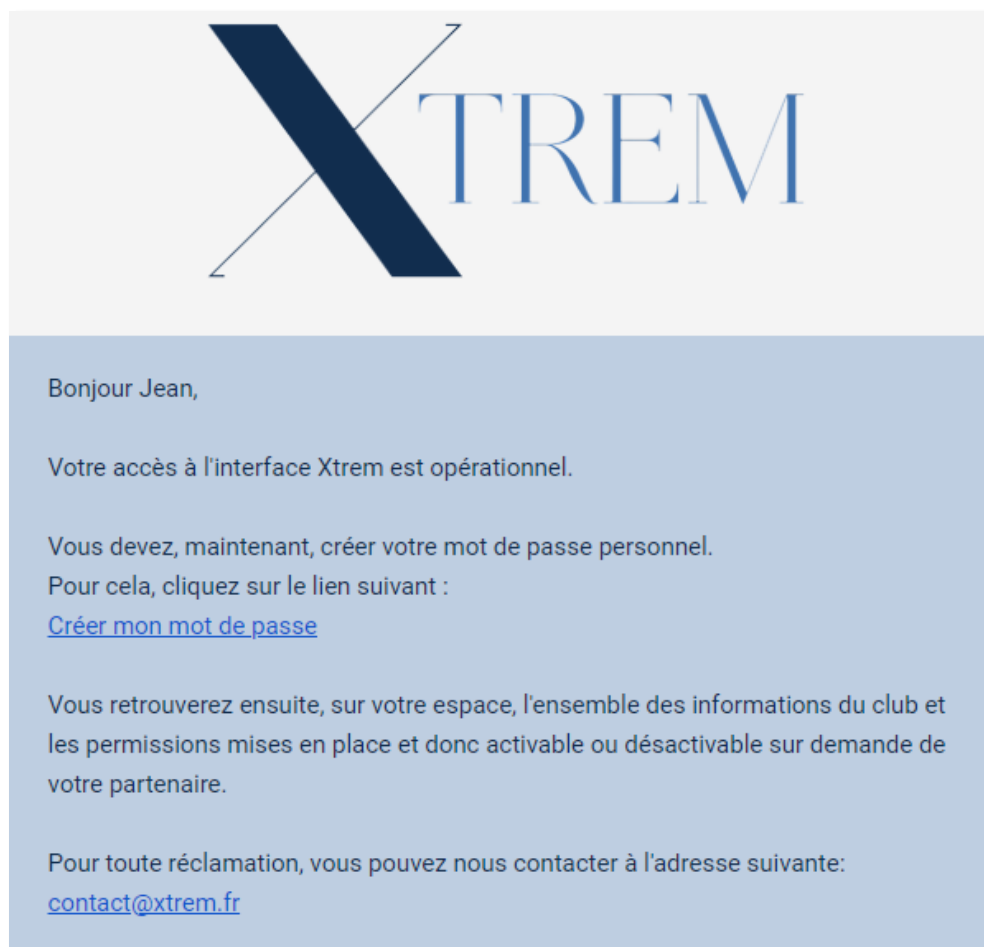 XTREM
Bonjour Jean,
Votre accès à l'interface Xtrem est opérationnel.
Vous devez, maintenant, créer votre mot de passe personnel.
Pour cela, cliquez sur le lien suivant :
Créer mon mot de passe
Vous retrouverez ensuite, sur votre espace, l'ensemble des informations du club et
les permissions mises en place et donc activable ou désactivable sur demande de
votre partenaire.
Pour toute réclamation, vous pouvez nous contacter à l'adresse suivante:
contact@xtrem.fr